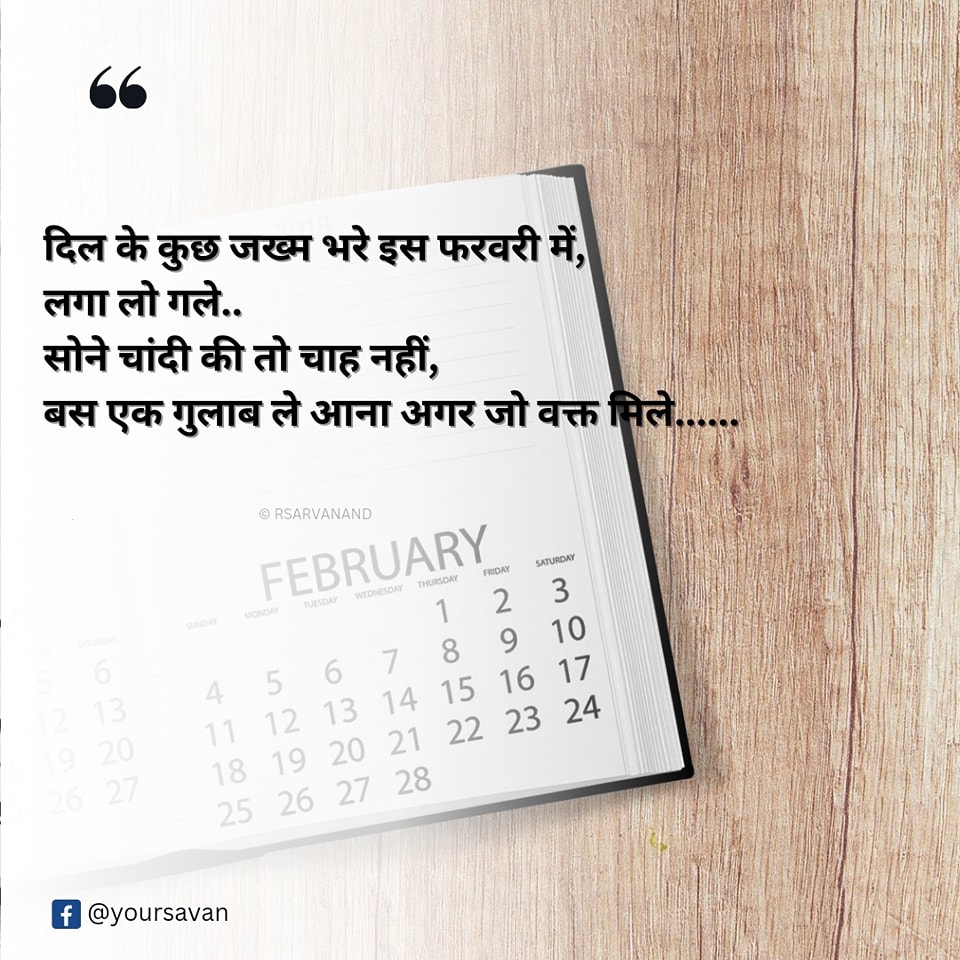 ❝
दिल के कुछ जख्म भरे इस फरवरी में,
लगा लो गले..
सोने चांदी की तो चाह नहीं,
बस एक गुलाब ले आना अगर जो वक्त मिले......
© RSARVANAND
FEBRUARY
SUNDAY MONDAY TUESDAY WEDNESDAY THURSDAY FRIDAY SATURDAY
1 2 3
4 5 6 7 8 9 10
11 12 13 14 15 16 17
18 19 20 21 22 23 24
25 26 27 28
SATURDAY
5 6
12 13
19 20
26 27
@yoursavan